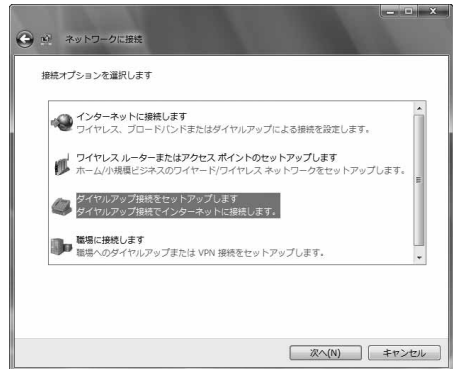 ネットワークに接続
接続オプションを選択します
インターネットに接続します
ワイヤレス、ブロードバンドまたはダイヤルアップによる接続を設定します。
ワイヤレス ルーターまたはアクセス ポイントのセットアップします
ホーム/小規模ビジネスのワイヤード/ワイヤレス ネットワークをセットアップします。
ダイヤルアップ接続をセットアップします
ダイヤルアップ接続でインターネットに接続します。
職場に接続します
職場へのダイヤルアップまたは VPN 接続をセットアップします。
次へ(N) キャンセル